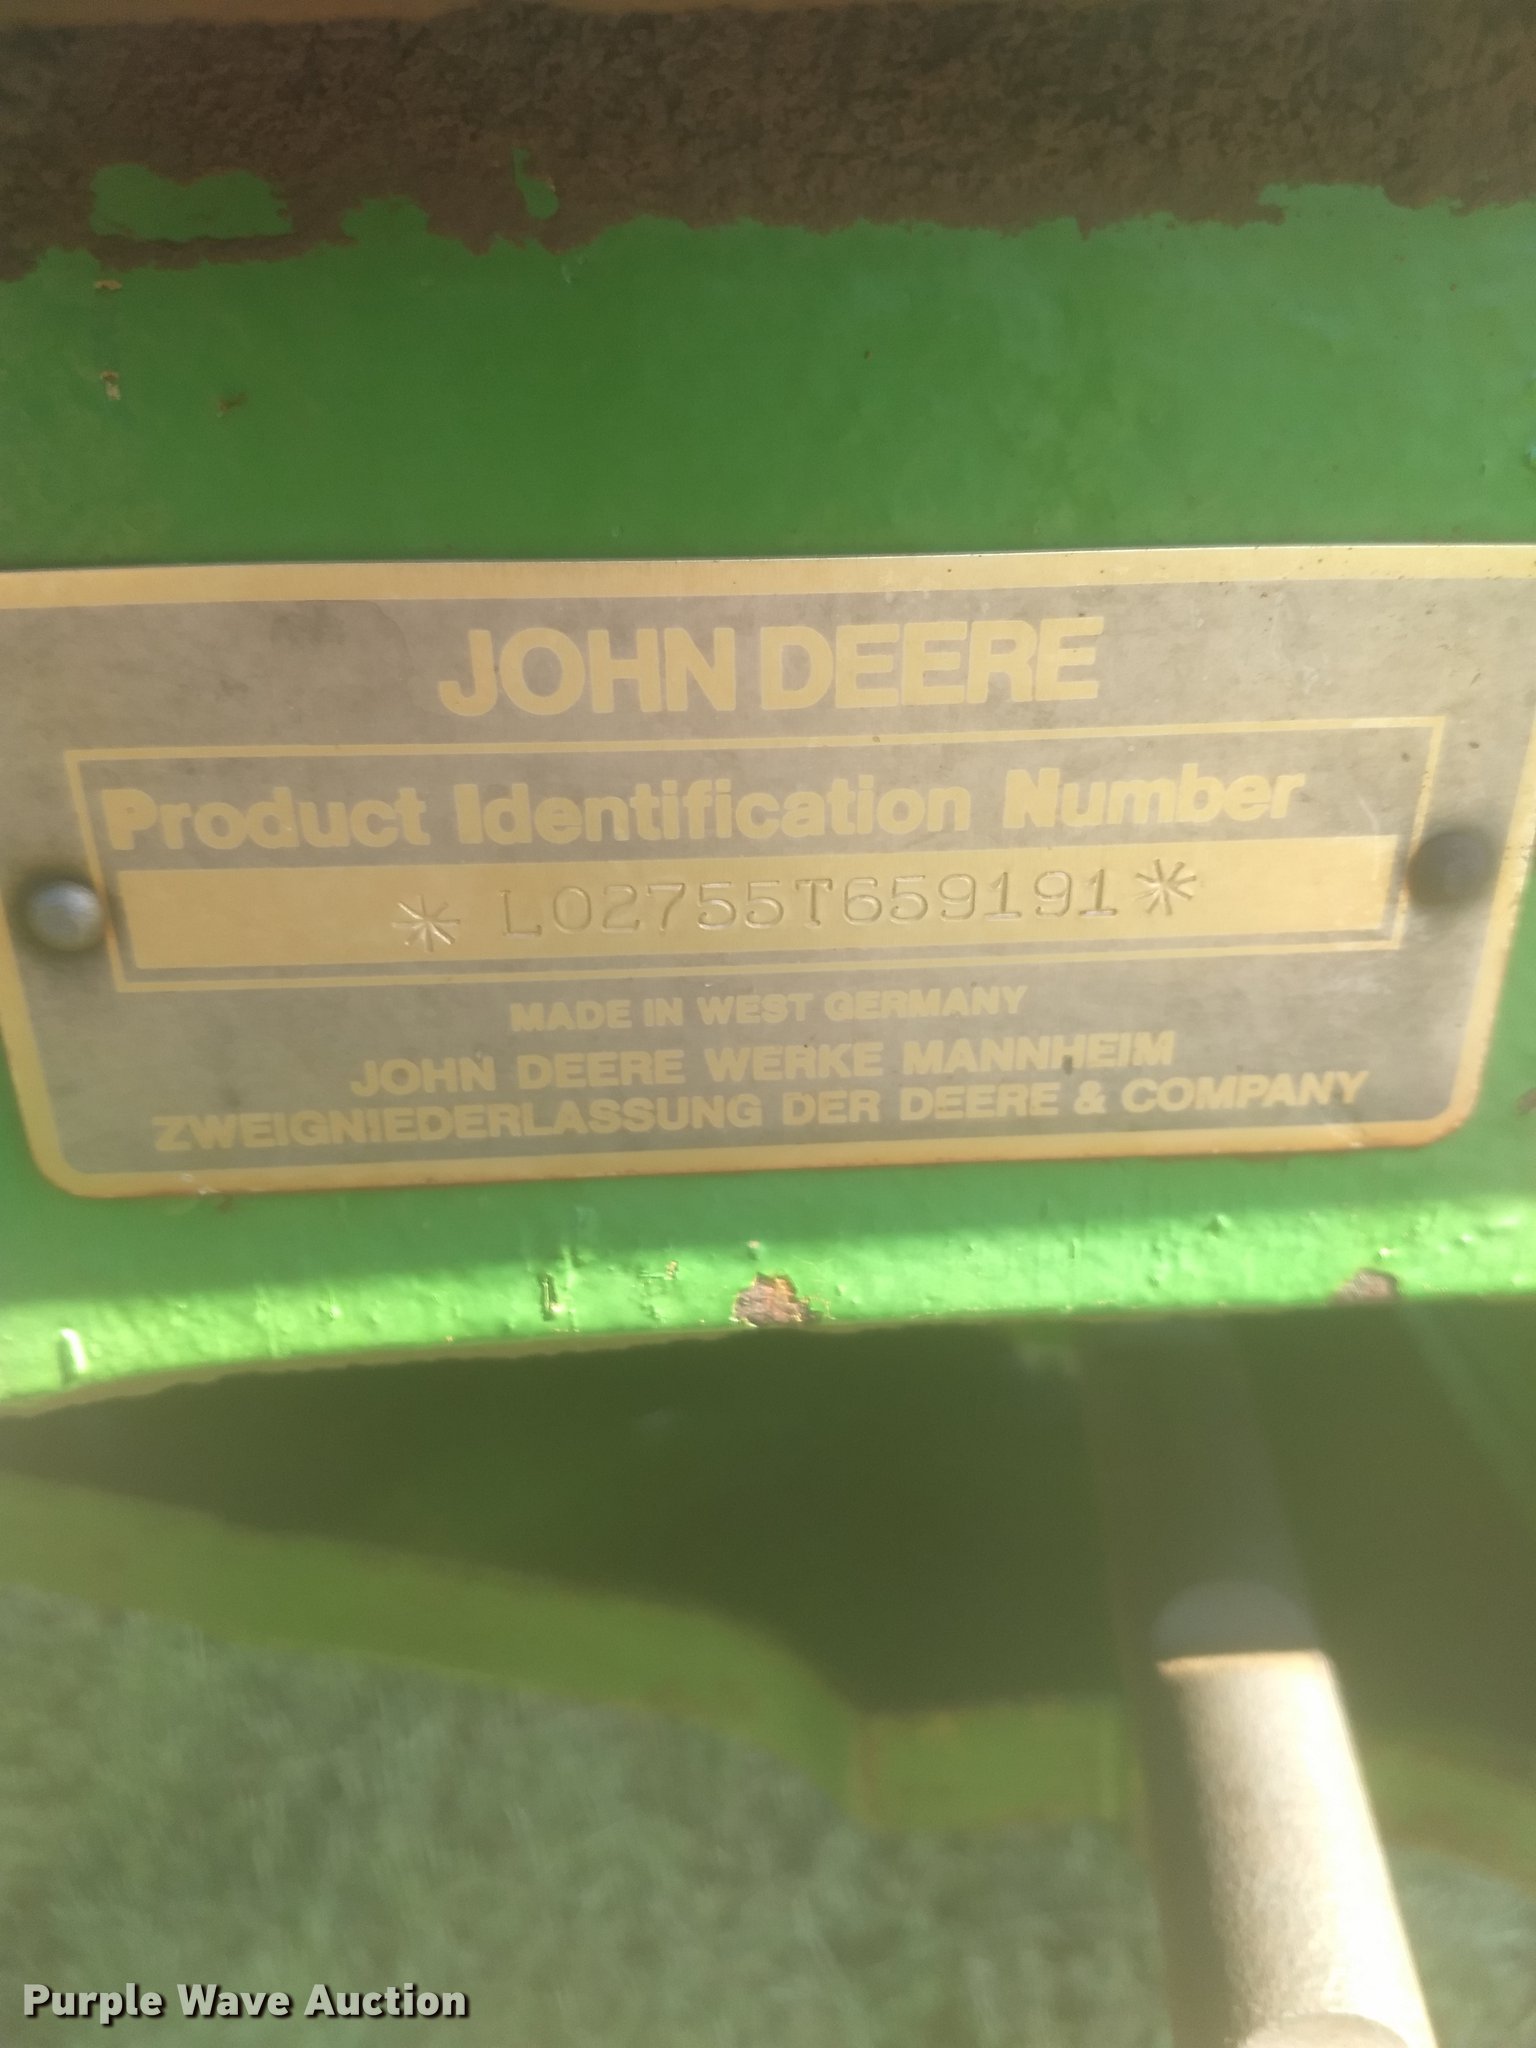 JOHN DEERE
Product Identification Number
* L02755T659191 *
MADE IN WEST GERMANY
JOHN DEERE WERKE MANNHEIM
ZWEIGNIEDERLASSUNG DER DEERE & COMPANY
Purple Wave Auction